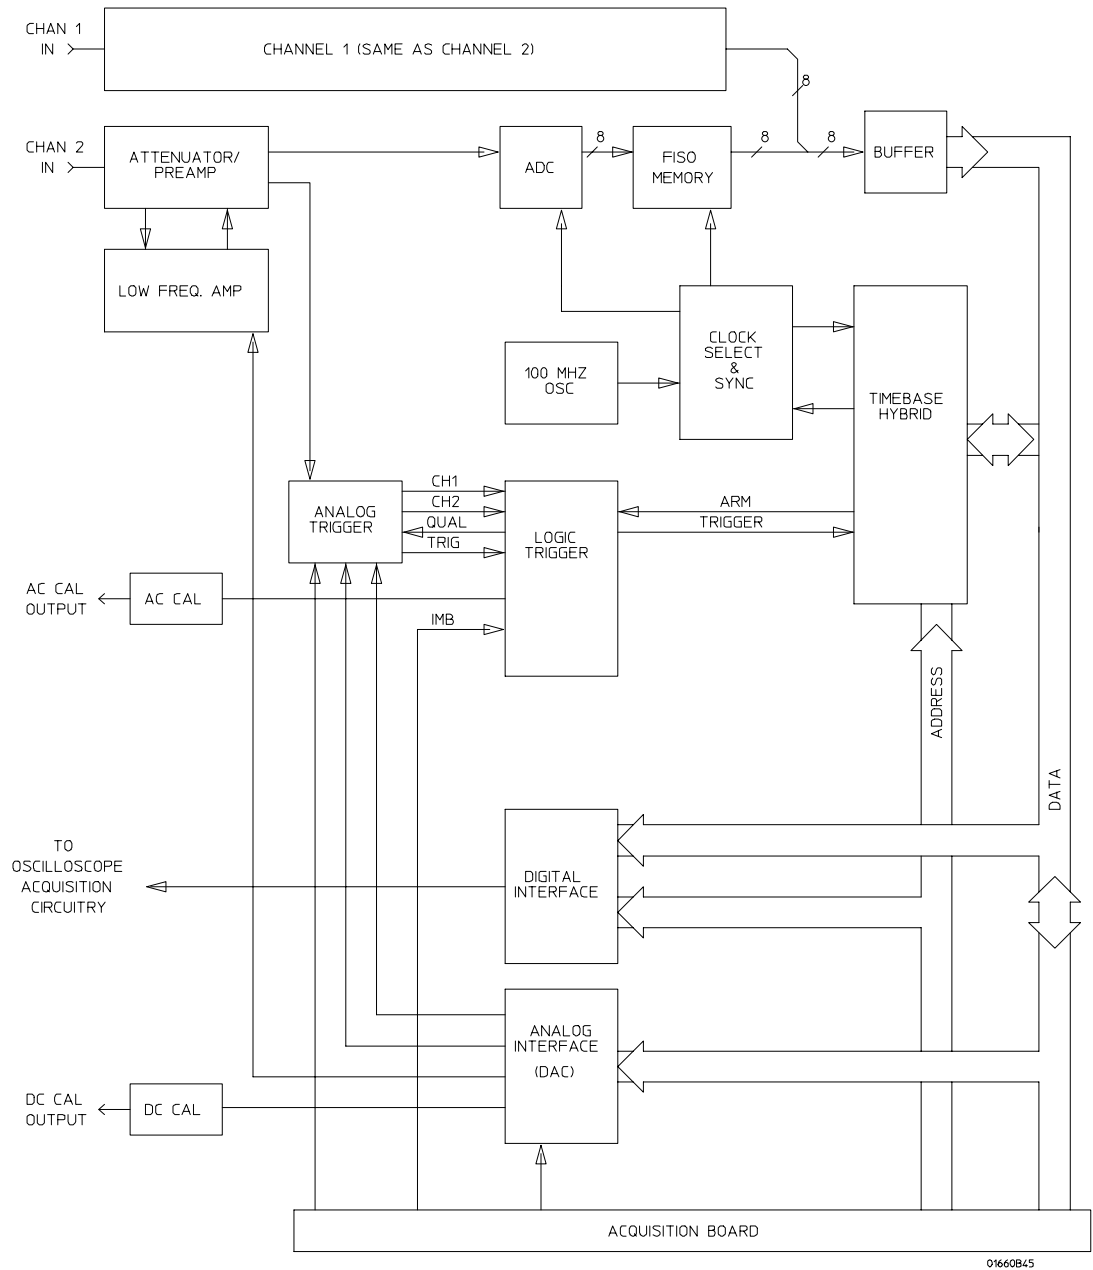 CHAN 1
IN
CHANNEL 1 (SAME AS CHANNEL 2)
8
CHAN 2
IN
ATTENUATOR/
PREAMP
ADC
8
FISO
MEMORY
8
8
BUFFER
LOW FREQ. AMP
100 MHZ
OSC
CLOCK
SELECT
&
SYNC
TIMEBASE
HYBRID
ANALOG
TRIGGER
CH1
CH2
QUAL
TRIG
LOGIC
TRIGGER
ARM
TRIGGER
AC CAL
OUTPUT
AC CAL
IMB
ADDRESS
DATA
TO
OSCILLOSCOPE
ACQUISITION
CIRCUITRY
DIGITAL
INTERFACE
ANALOG
INTERFACE
(DAC)
DC CAL
OUTPUT
DC CAL
ACQUISITION BOARD
01660B45